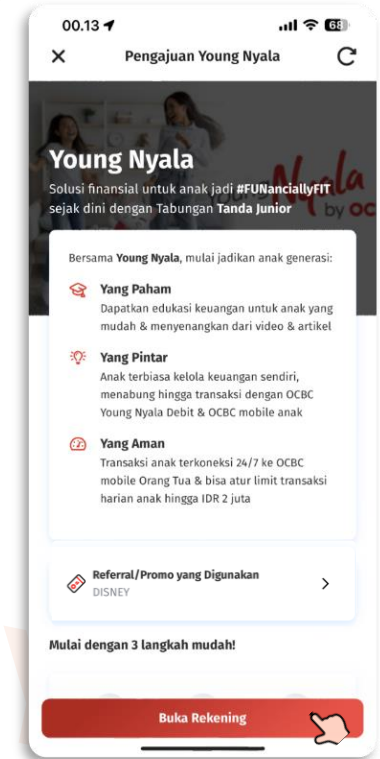 00.13
68
Pengajuan Young Nyala
Young Nyala
Solusi finansial untuk anak jadi #FUNanciallyFIT
sejak dini dengan Tabungan Tanda Junior
Nyala
by OC
Bersama Young Nyala, mulai jadikan anak generasi:
Yang Paham
Dapatkan edukasi keuangan untuk anak yang
mudah & menyenangkan dari video & artikel
Yang Pintar
Anak terbiasa kelola keuangan sendiri,
menabung hingga transaksi dengan OCBC
Young Nyala Debit & OCBC mobile anak
Yang Aman
Transaksi anak terkoneksi 24/7 ke OCBC
mobile Orang Tua & bisa atur limit transaksi
harian anak hingga IDR 2 juta
Referral/Promo yang Digunakan
DISNEY
Mulai dengan 3 langkah mudah!
Buka Rekening